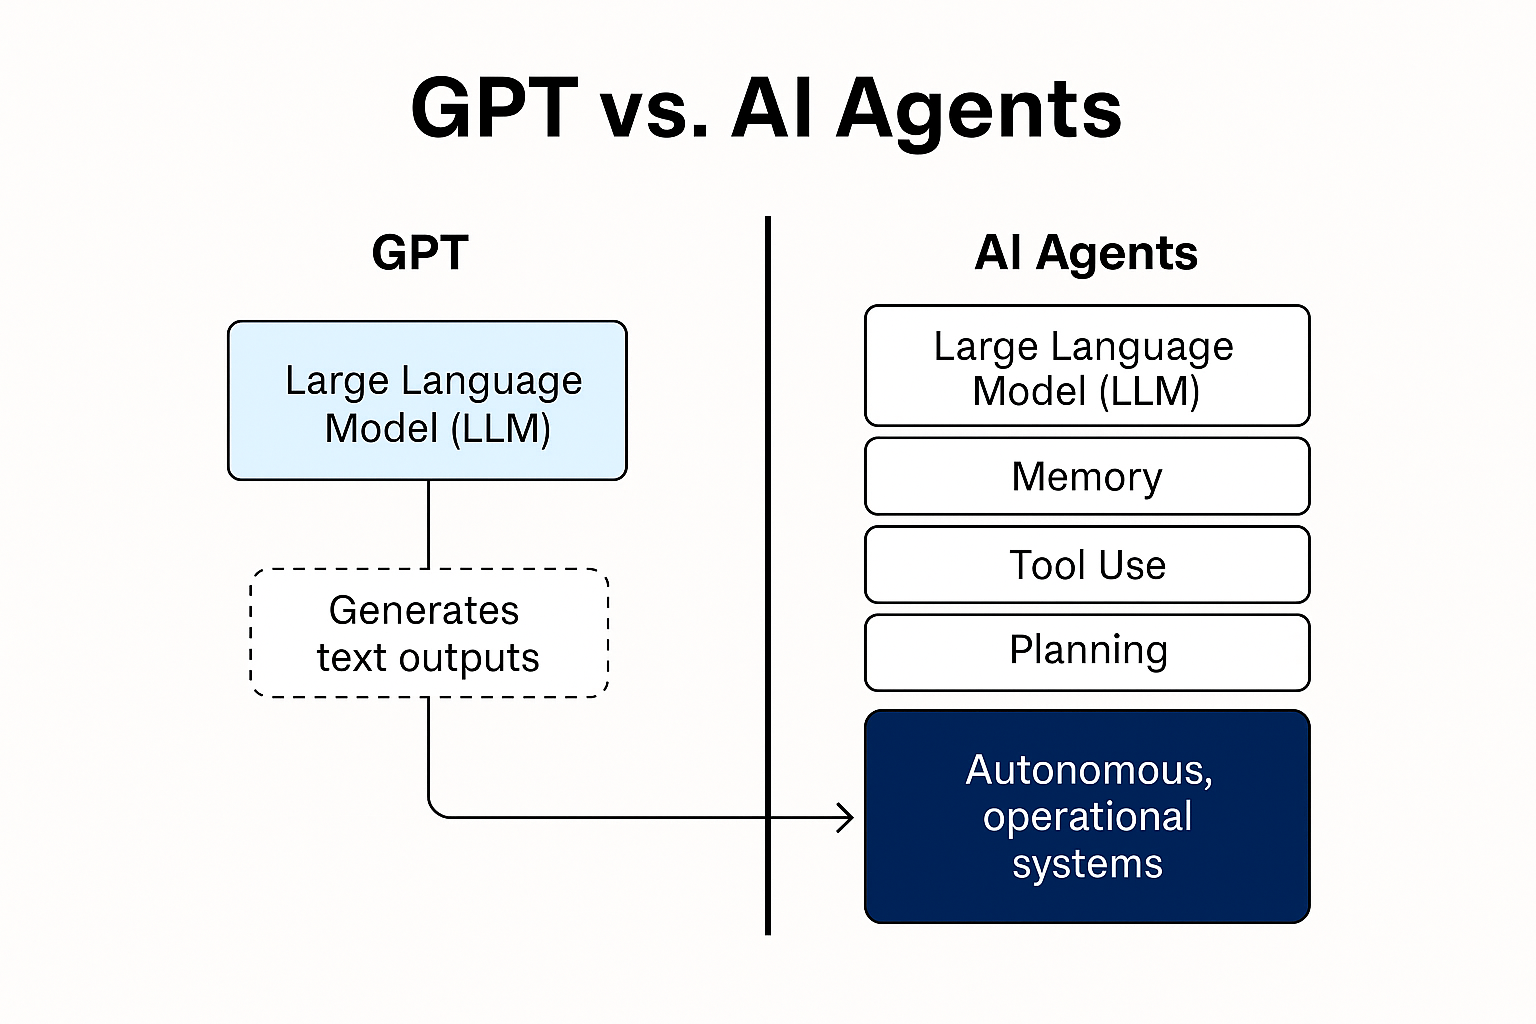 GPT vs. AI Agents
GPT
Large Language
Model (LLM)
Generates
text outputs
AI Agents
Large Language
Model (LLM)
Memory
Tool Use
Planning
Autonomous,
operational
systems